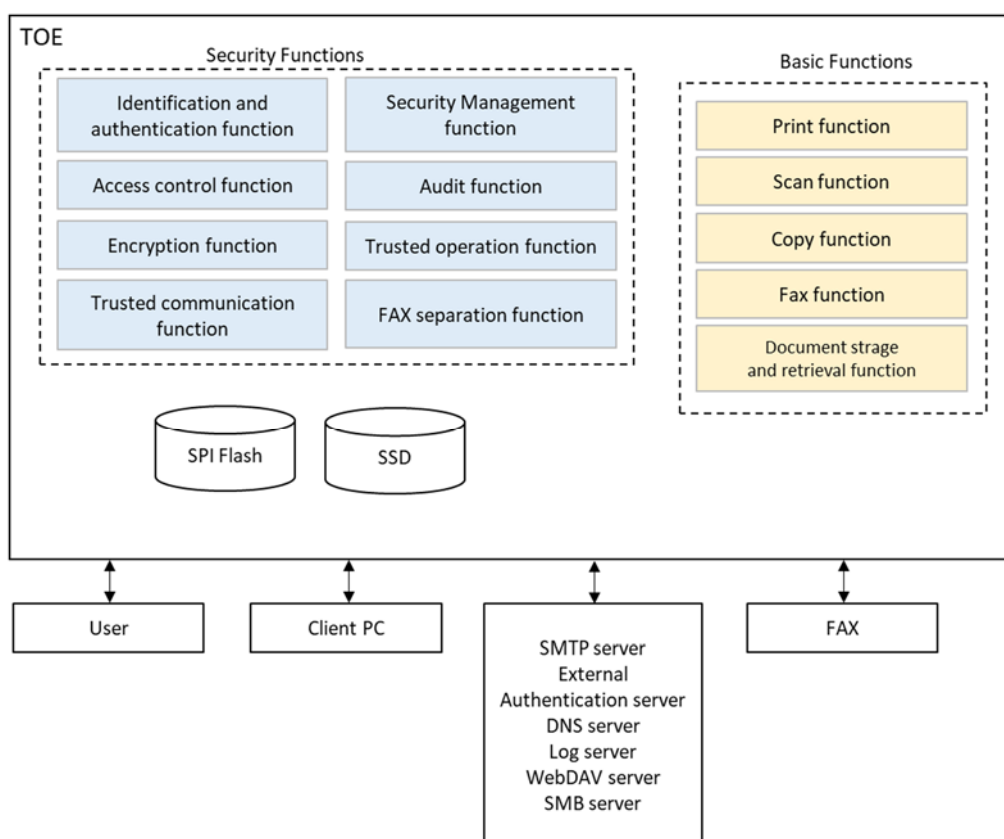 TOE
Security Functions
Identification and
authentication function
Security Management
function
Access control function
Audit function
Encryption function
Trusted operation function
Trusted communication
function
FAX separation function
Basic Functions
Print function
Scan function
Copy function
Fax function
Document strage
and retrieval function
SPI Flash
SSD
User
Client PC
SMTP server
External
Authentication server
DNS server
Log server
WebDAV server
SMB server
FAX